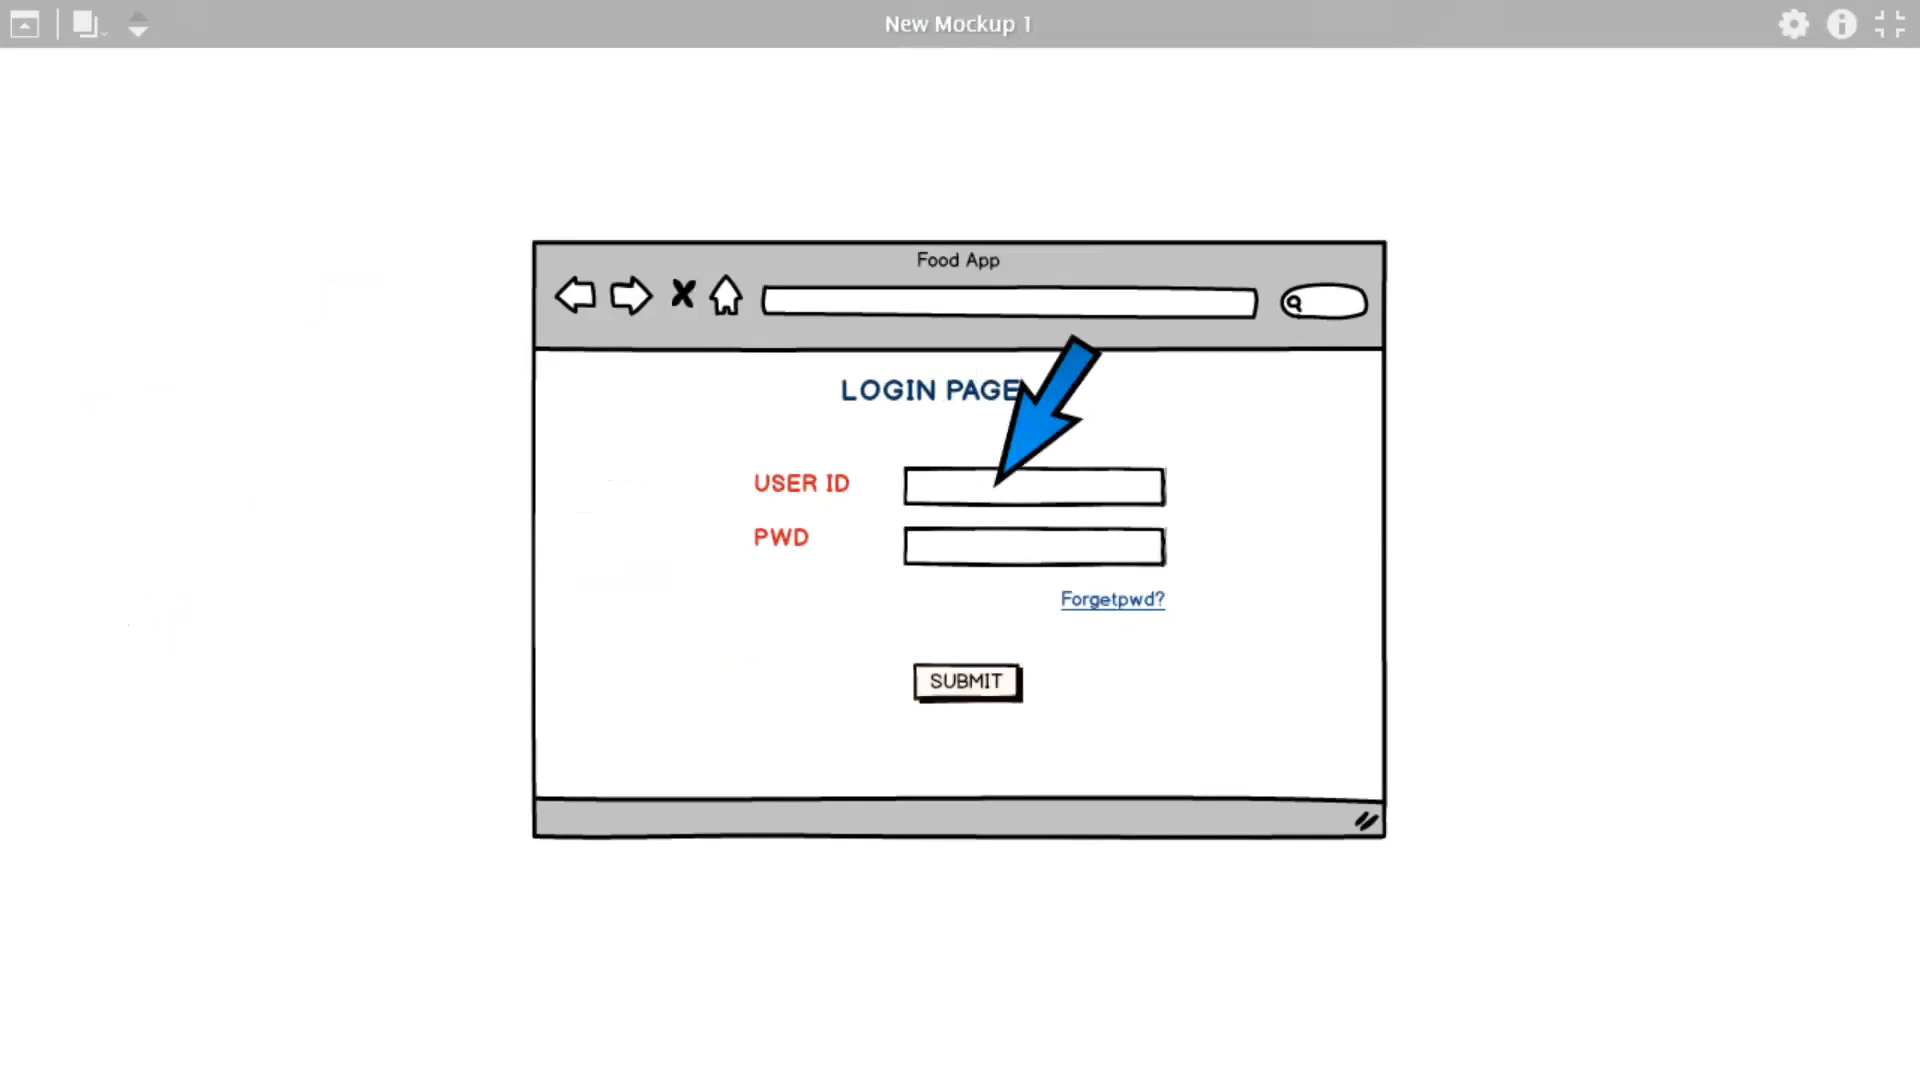 New Mockup 1
Food App
LOGIN PAGE
USER ID
PWD
Forgetpwd?
SUBMIT